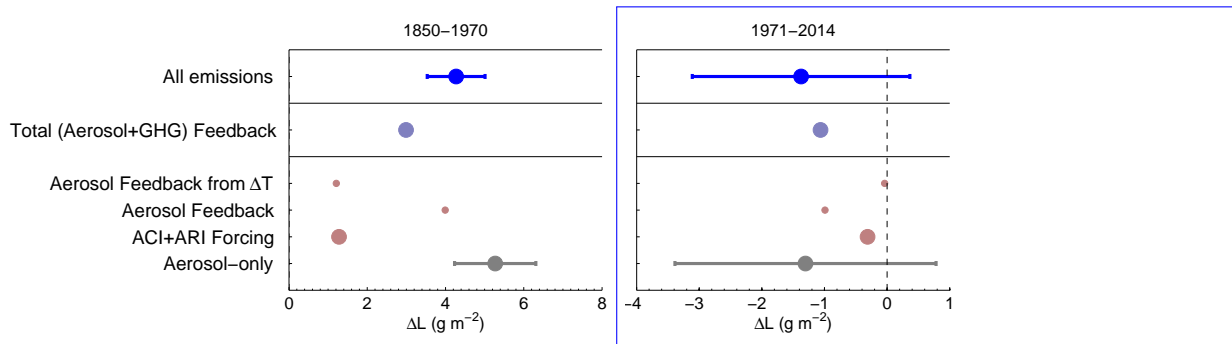 1850−1970
1971−2014
All emissions
Total (Aerosol+GHG) Feedback
Aerosol Feedback from ΔT
Aerosol Feedback
ACI+ARI Forcing
Aerosol−only
0 2 4 6 8
−4 −3 −2 −1 0 1
ΔL (g m⁻²)
ΔL (g m⁻²)